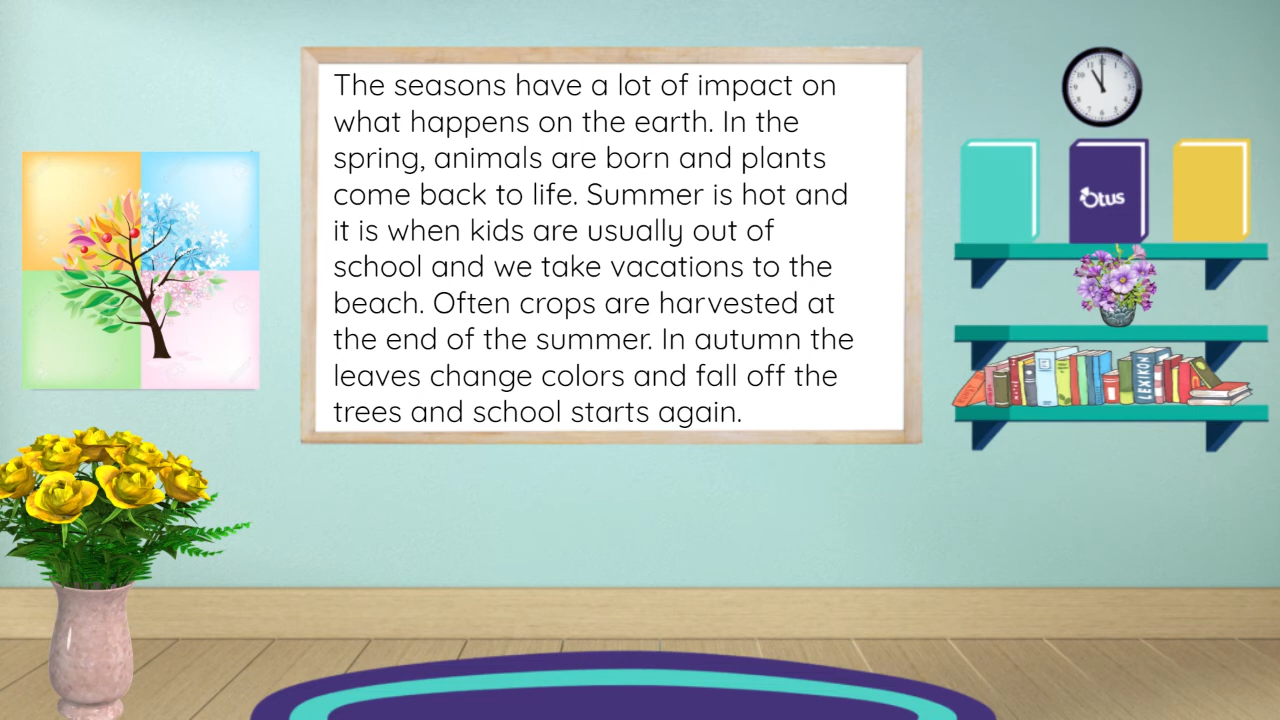 The seasons have a lot of impact on
what happens on the earth. In the
spring, animals are born and plants
come back to life. Summer is hot and
it is when kids are usually out of
school and we take vacations to the
beach. Often crops are harvested at
the end of the summer. In autumn the
leaves change colors and fall off the
trees and school starts again.
Otus
LEXIKON